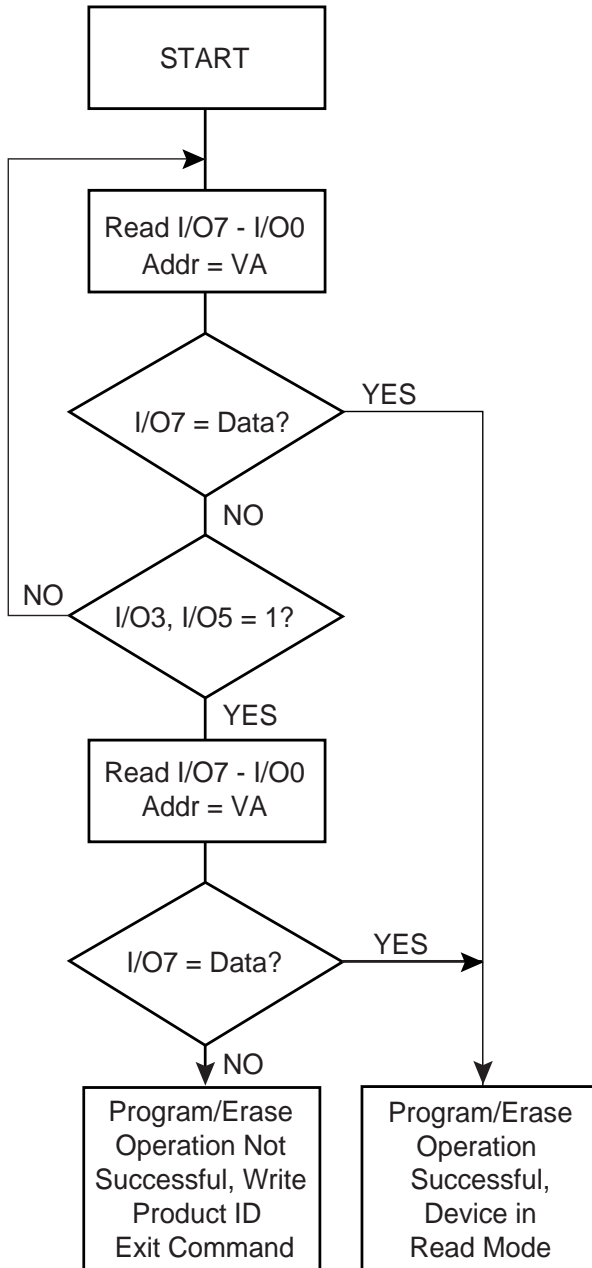 START
Read I/O7 - I/O0
Addr = VA
I/O7 = Data?
YES
NO
NO
I/O3, I/O5 = 1?
YES
Read I/O7 - I/O0
Addr = VA
I/O7 = Data?
YES
NO
Program/Erase
Operation Not
Successful, Write
Product ID
Exit Command
Program/Erase
Operation
Successful,
Device in
Read Mode